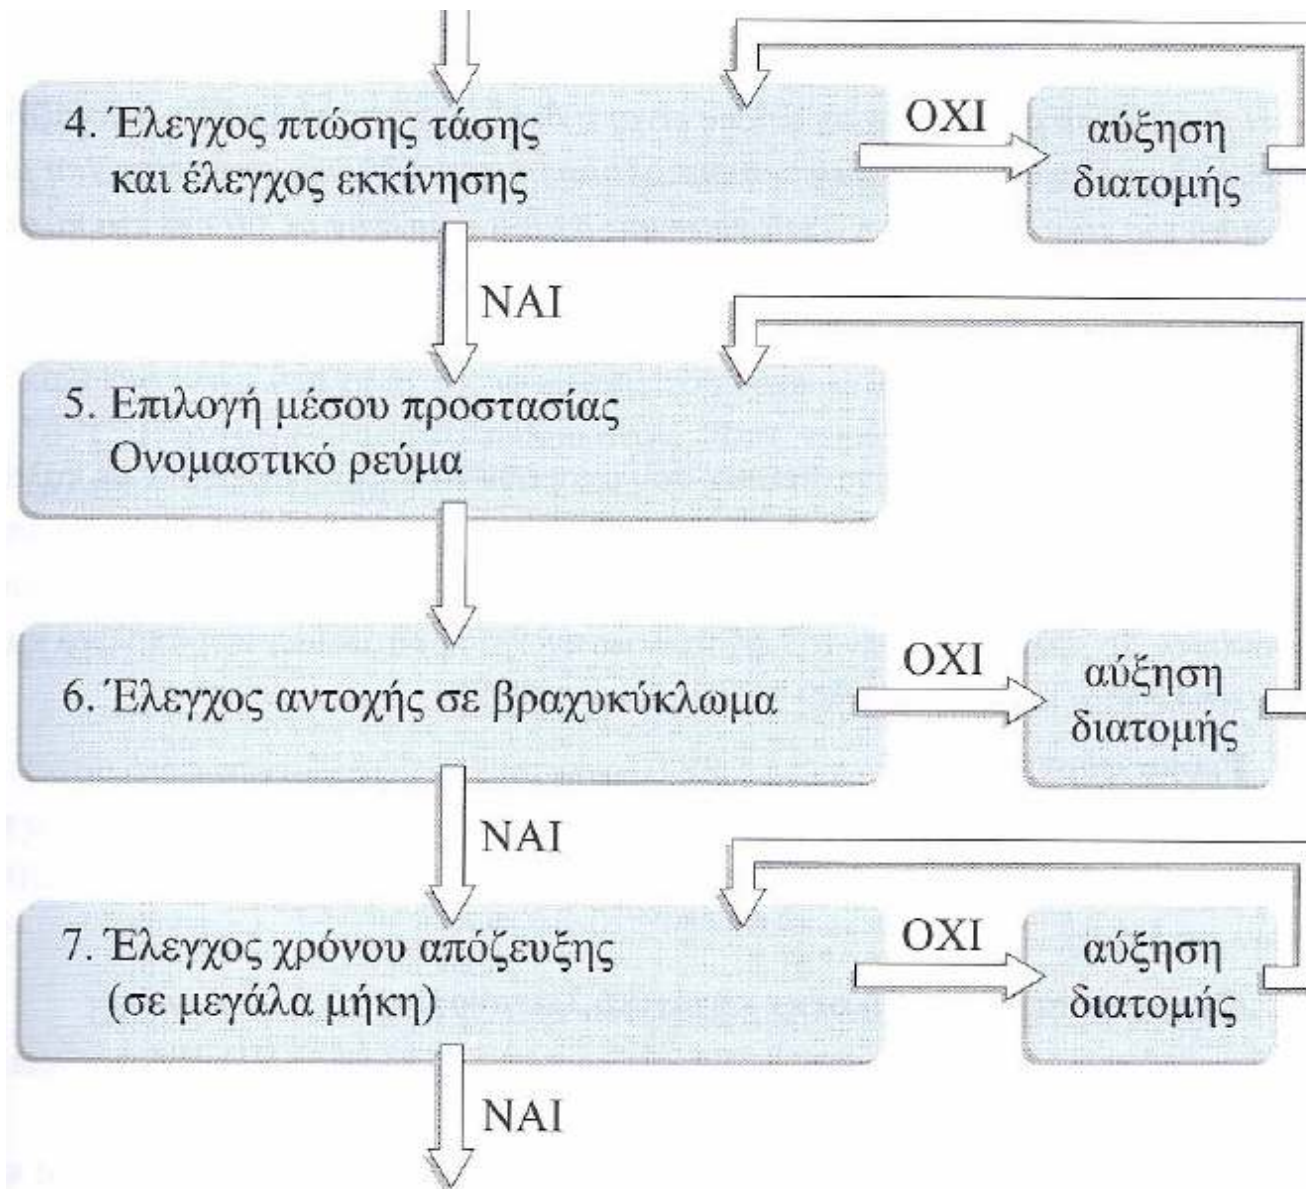 4. Έλεγχος πτώσης τάσης
και έλεγχος εκκίνησης
ΟΧΙ
αύξηση
διατομής
ΝΑΙ
5. Επιλογή μέσου προστασίας
Ονομαστικό ρεύμα
6. Έλεγχος αντοχής σε βραχυκύκλωμα
ΟΧΙ
αύξηση
διατομής
ΝΑΙ
7. Έλεγχος χρόνου απόζευξης
(σε μεγάλα μήκη)
ΟΧΙ
αύξηση
διατομής
ΝΑΙ